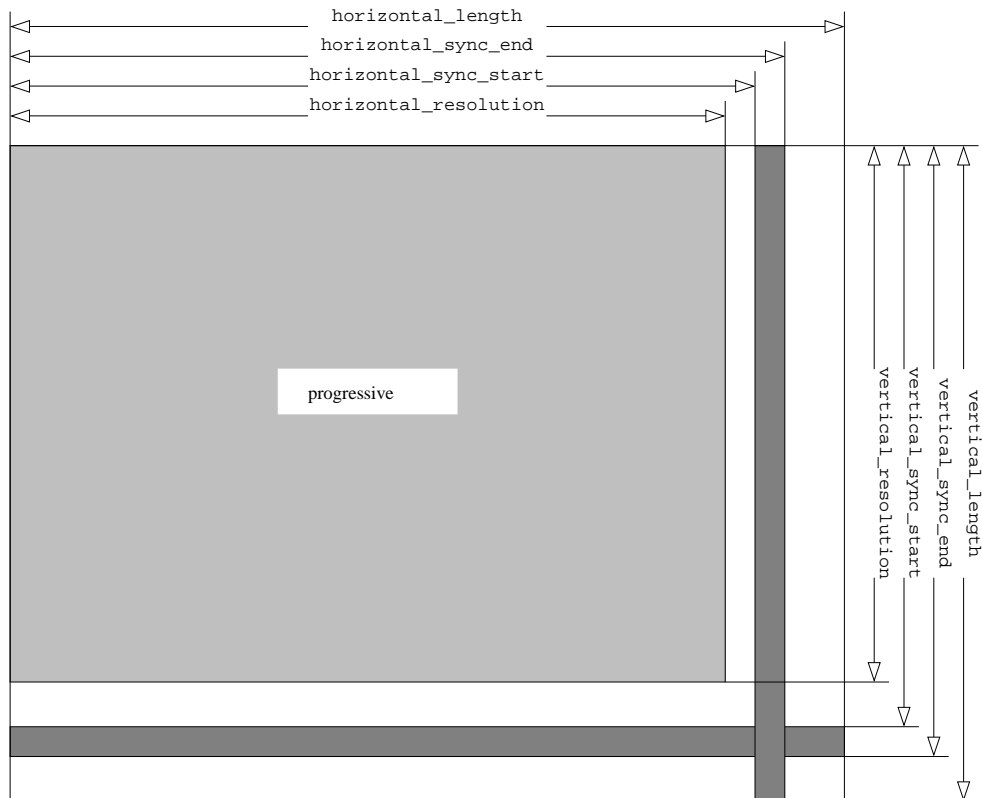 horizontal_length
horizontal_sync_end
horizontal_sync_start
horizontal_resolution
progressive
vertical_resolution
vertical_sync_start
vertical_sync_end
vertical_length